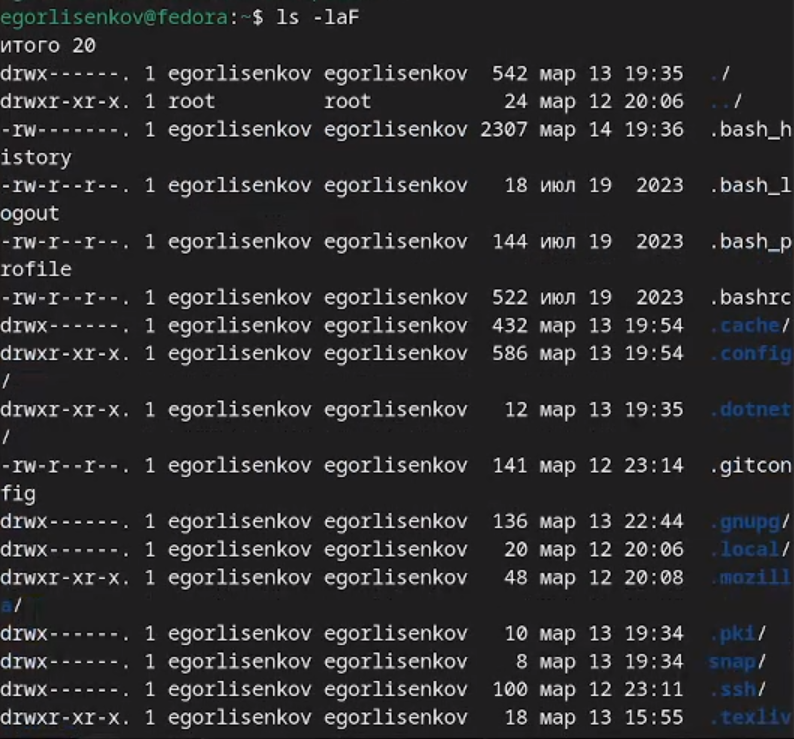 egorlisenkov@fedora:~$ ls -laF
итого 20
drwx------. 1 egorlisenkov egorlisenkov  542 мар 13 19:35  ./
drwxr-xr-x. 1 root         root           24 мар 12 20:06  ../
-rw-------. 1 egorlisenkov egorlisenkov 2307 мар 14 19:36  .bash_h
istory
-rw-r--r--. 1 egorlisenkov egorlisenkov   18 июл 19  2023  .bash_l
ogout
-rw-r--r--. 1 egorlisenkov egorlisenkov  144 июл 19  2023  .bash_p
rofile
-rw-r--r--. 1 egorlisenkov egorlisenkov  522 июл 19  2023  .bashrc
drwx------. 1 egorlisenkov egorlisenkov  432 мар 13 19:54  .cache/
drwxr-xr-x. 1 egorlisenkov egorlisenkov  586 мар 13 19:54  .config
/
drwxr-xr-x. 1 egorlisenkov egorlisenkov   12 мар 13 19:35  .dotnet
/
-rw-r--r--. 1 egorlisenkov egorlisenkov  141 мар 12 23:14  .gitcon
fig
drwx------. 1 egorlisenkov egorlisenkov  136 мар 13 22:44  .gnupg/
drwx------. 1 egorlisenkov egorlisenkov   20 мар 12 20:06  .local/
drwxr-xr-x. 1 egorlisenkov egorlisenkov   48 мар 12 20:08  .mozill
a/
drwx------. 1 egorlisenkov egorlisenkov   10 мар 13 19:34  .pki/
drwx------. 1 egorlisenkov egorlisenkov    8 мар 13 19:34  snap/
drwx------. 1 egorlisenkov egorlisenkov  100 мар 12 23:11  .ssh/
drwxr-xr-x. 1 egorlisenkov egorlisenkov   18 мар 13 15:55  .texliv